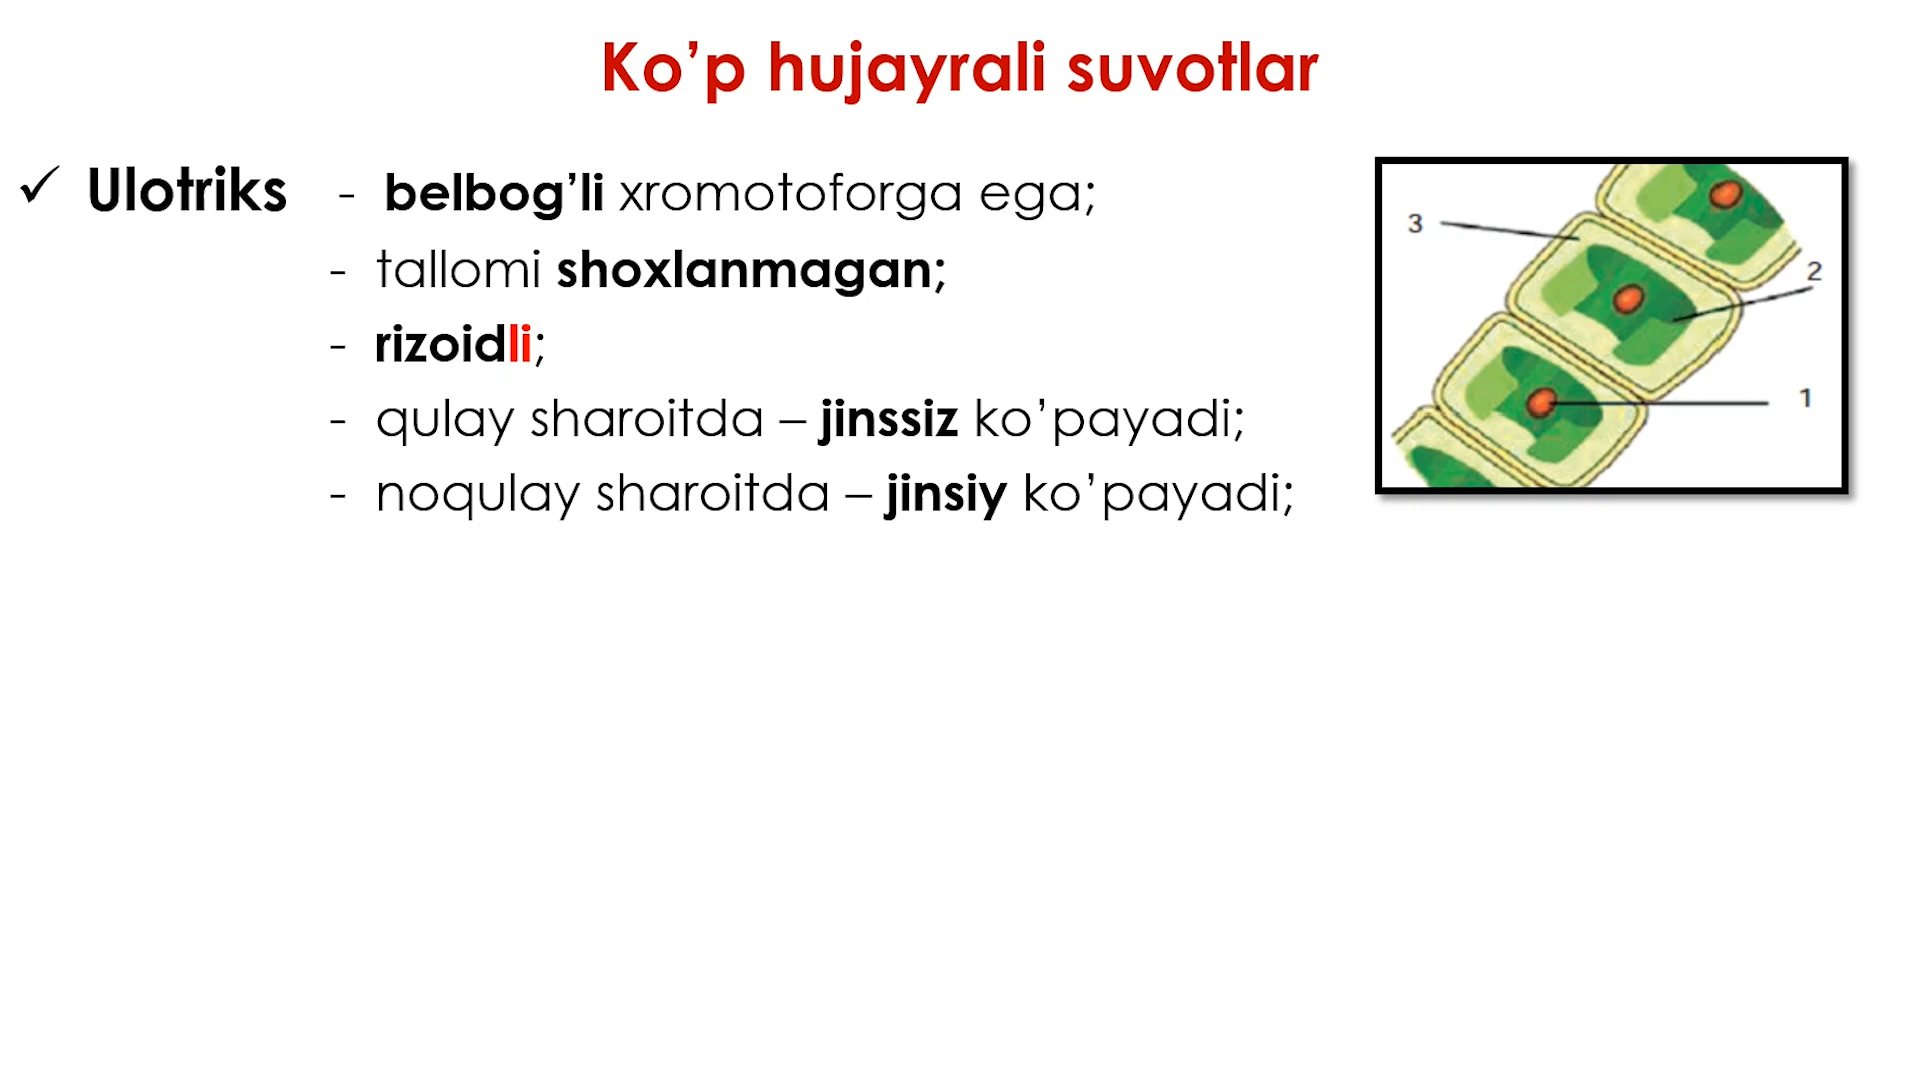 Ko’p hujayrali suvotlar
✓ Ulotriks - belbog’li xromotoforga ega;
- tallomi shoxlanmagan;
- rizoidli;
- qulay sharoitda – jinssiz ko’payadi;
- noqulay sharoitda – jinsiy ko’payadi;
3
2
1